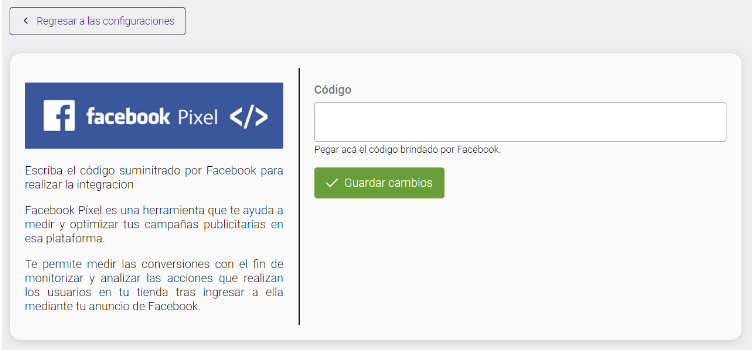 Regresar a las configuraciones
facebook Pixel </>
Escriba el código suminitrado por Facebook para
realizar la integracion
Facebook Píxel es una herramienta que te ayuda a
medir y optimizar tus campañas publicitarias en
esa plataforma.
Te permite medir las conversiones con el fin de
monitorizar y analizar las acciones que realizan
los usuarios en tu tienda tras ingresar a ella
mediante tu anuncio de Facebook.
Código
Pegar acá el código brindado por Facebook.
Guardar cambios